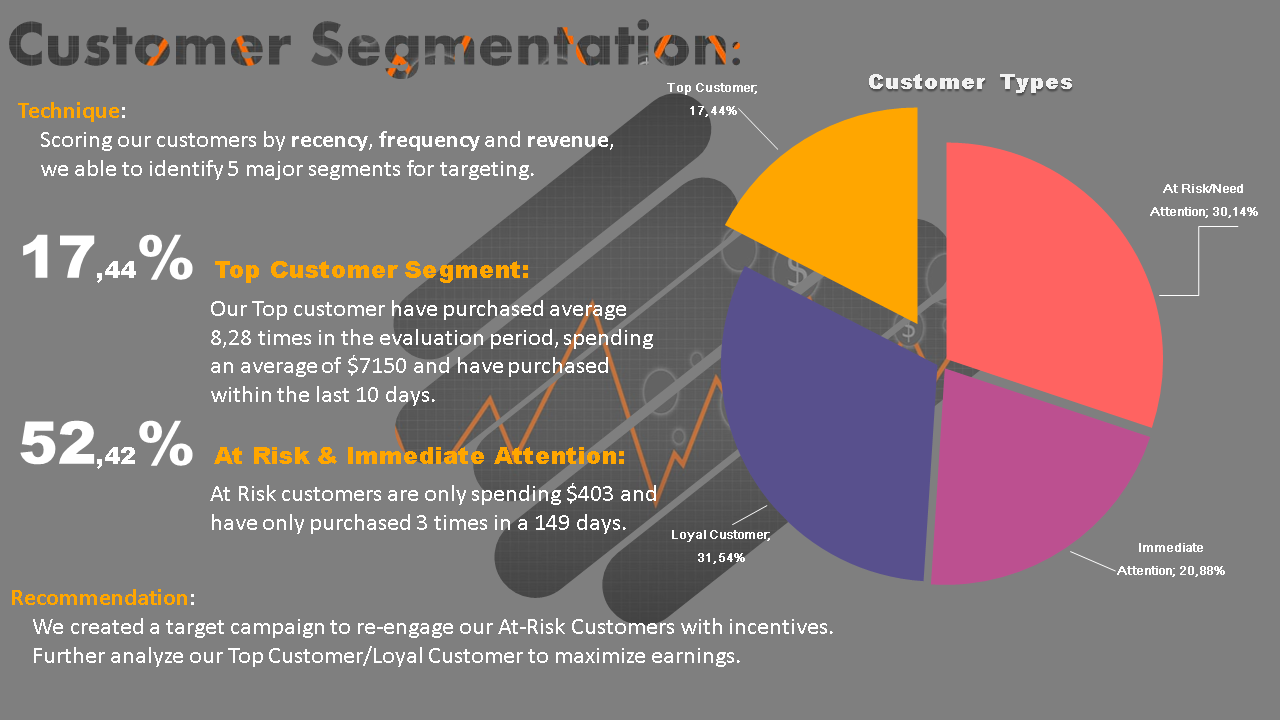 Customer Segmentation:
Technique:
Scoring our customers by recency, frequency and revenue,
we able to identify 5 major segments for targeting.
17,44%
Top Customer Segment:
Our Top customer have purchased average
8,28 times in the evaluation period, spending
an average of $7150 and have purchased
within the last 10 days.
52,42%
At Risk & Immediate Attention:
At Risk customers are only spending $403 and
have only purchased 3 times in a 149 days.
Recommendation:
We created a target campaign to re-engage our At-Risk Customers with incentives.
Further analyze our Top Customer/Loyal Customer to maximize earnings.
Customer Types
Top Customer;
17,44%
At Risk/Need
Attention; 30,14%
Immediate
Attention; 20,88%
Loyal Customer;
31,54%
$
$